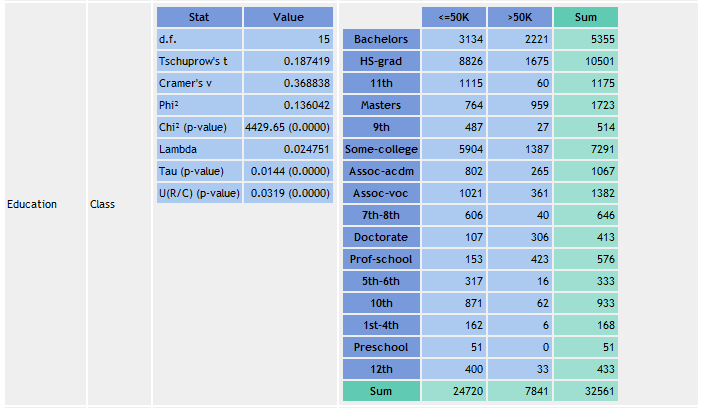 Stat Value
d.f. 15
Tschuprow's t 0.187419
Cramer's v 0.368838
Phi² 0.136042
Chi² (p-value) 4429.65 (0.0000)
Lambda 0.024751
Tau (p-value) 0.0144 (0.0000)
U(R/C) (p-value) 0.0319 (0.0000)
Education Class
<=50K >50K Sum
Bachelors 3134 2221 5355
HS-grad 8826 1675 10501
11th 1115 60 1175
Masters 764 959 1723
9th 487 27 514
Some-college 5904 1387 7291
Assoc-acdm 802 265 1067
Assoc-voc 1021 361 1382
7th-8th 606 40 646
Doctorate 107 306 413
Prof-school 153 423 576
5th-6th 317 16 333
10th 871 62 933
1st-4th 162 6 168
Preschool 51 0 51
12th 400 33 433
Sum 24720 7841 32561